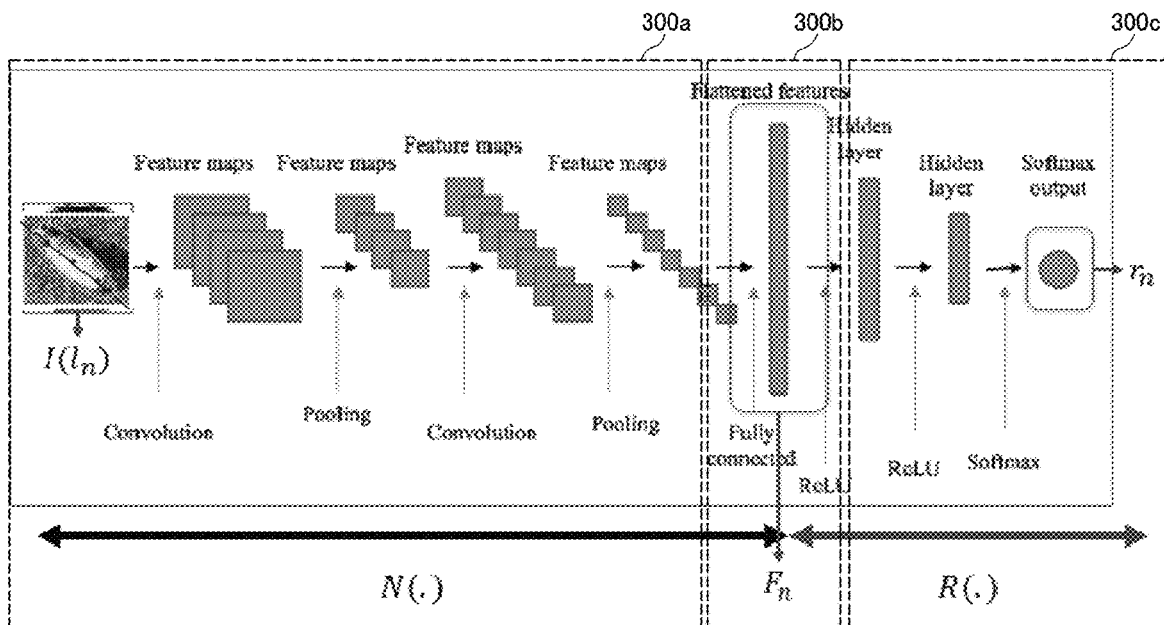 300a
300b
300c
Flattened features
Hidden
layer
Feature maps
Feature maps
Feature maps
Feature maps
Hidden
layer
Softmax
output
r_n
I(l_n)
Convolution
Pooling
Convolution
Pooling
Fully
connected
ReLU
ReLU
Softmax
N(.)
F_n
R(.)